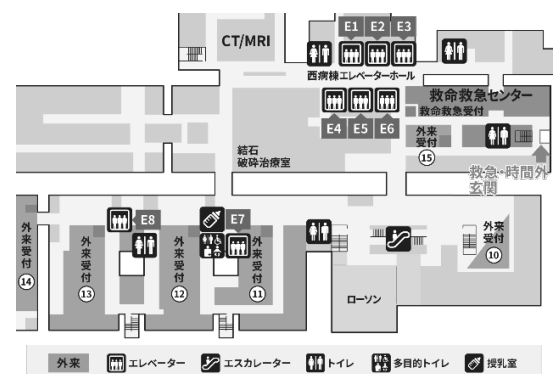 E1 E2 E3
CT/MRI
西病棟エレベーターホール
救命救急センター
救命救急受付
E4 E5 E6
外来
受付
⑮
結石
破砕治療室
救急・時間外
玄関
E8
E7
外来受付
⑭
外来受付
⑬
外来受付
⑫
外来受付
⑪
外来
受付
⑩
ローソン
外来 エレベーター エスカレーター トイレ 多目的トイレ 授乳室